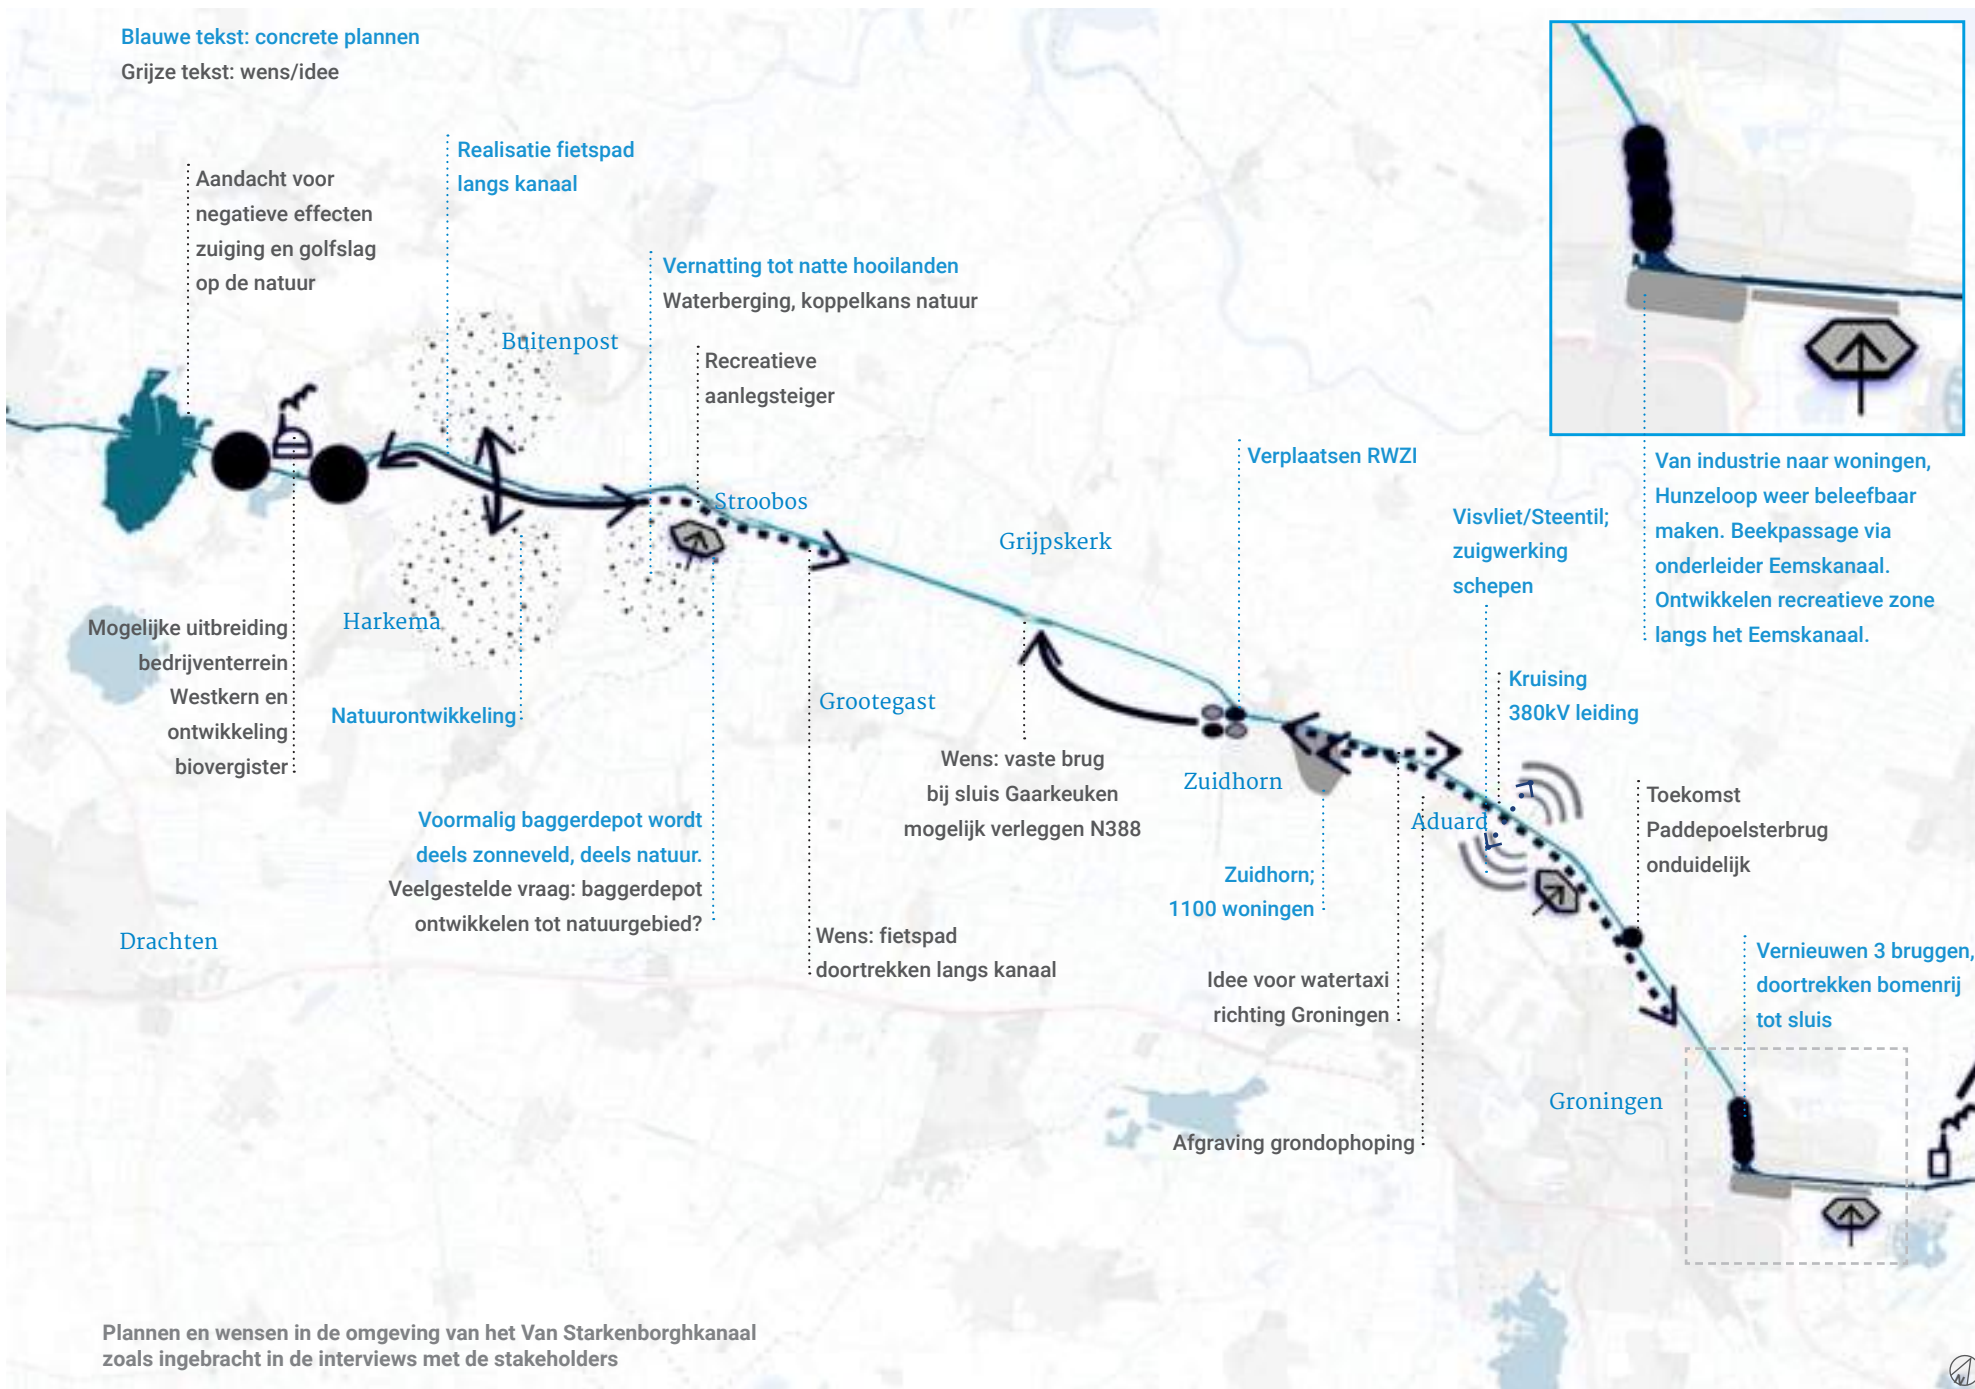 Blauwe tekst: concrete plannen
Grijze tekst: wens/idee
Aandacht voor
negatieve effecten
zuiging en golfslag
op de natuur
Realisatie fietspad
langs kanaal
Vernatting tot natte hooilanden
Waterberging, koppelkans natuur
Buitenpost
Recreatieve
aanlegsteiger
Stroobos
Verplaatsen RWZI
Grijpskerk
Visvliet/Steentil;
zuigwerking
schepen
Van industrie naar woningen,
Hunzeloop weer beleefbaar
maken. Beekpassage via
onderleider Eemskanaal.
Ontwikkelen recreatieve zone
langs het Eemskanaal.
Harkema
Mogelijke uitbreiding
bedrijventerrein
Westkern en
ontwikkeling
biovergister
Natuurontwikkeling
Grootegast
Kruising
380kV leiding
Wens: vaste brug
bij sluis Gaarkeuken
mogelijk verleggen N388
Zuidhorn
Aduard
Toekomst
Paddepoelsterbrug
onduidelijk
Voormalig baggerdepot wordt
deels zonneveld, deels natuur.
Veelgestelde vraag: baggerdepot
ontwikkelen tot natuurgebied?
Zuidhorn;
1100 woningen
Drachten
Wens: fietspad
doortrekken langs kanaal
Idee voor watertaxi
richting Groningen
Vernieuwen 3 bruggen,
doortrekken bomenrij
tot sluis
Groningen
Afgraving grondophoping
Plannen en wensen in de omgeving van het Van Starkenborghkanaal
zoals ingebracht in de interviews met de stakeholders
N